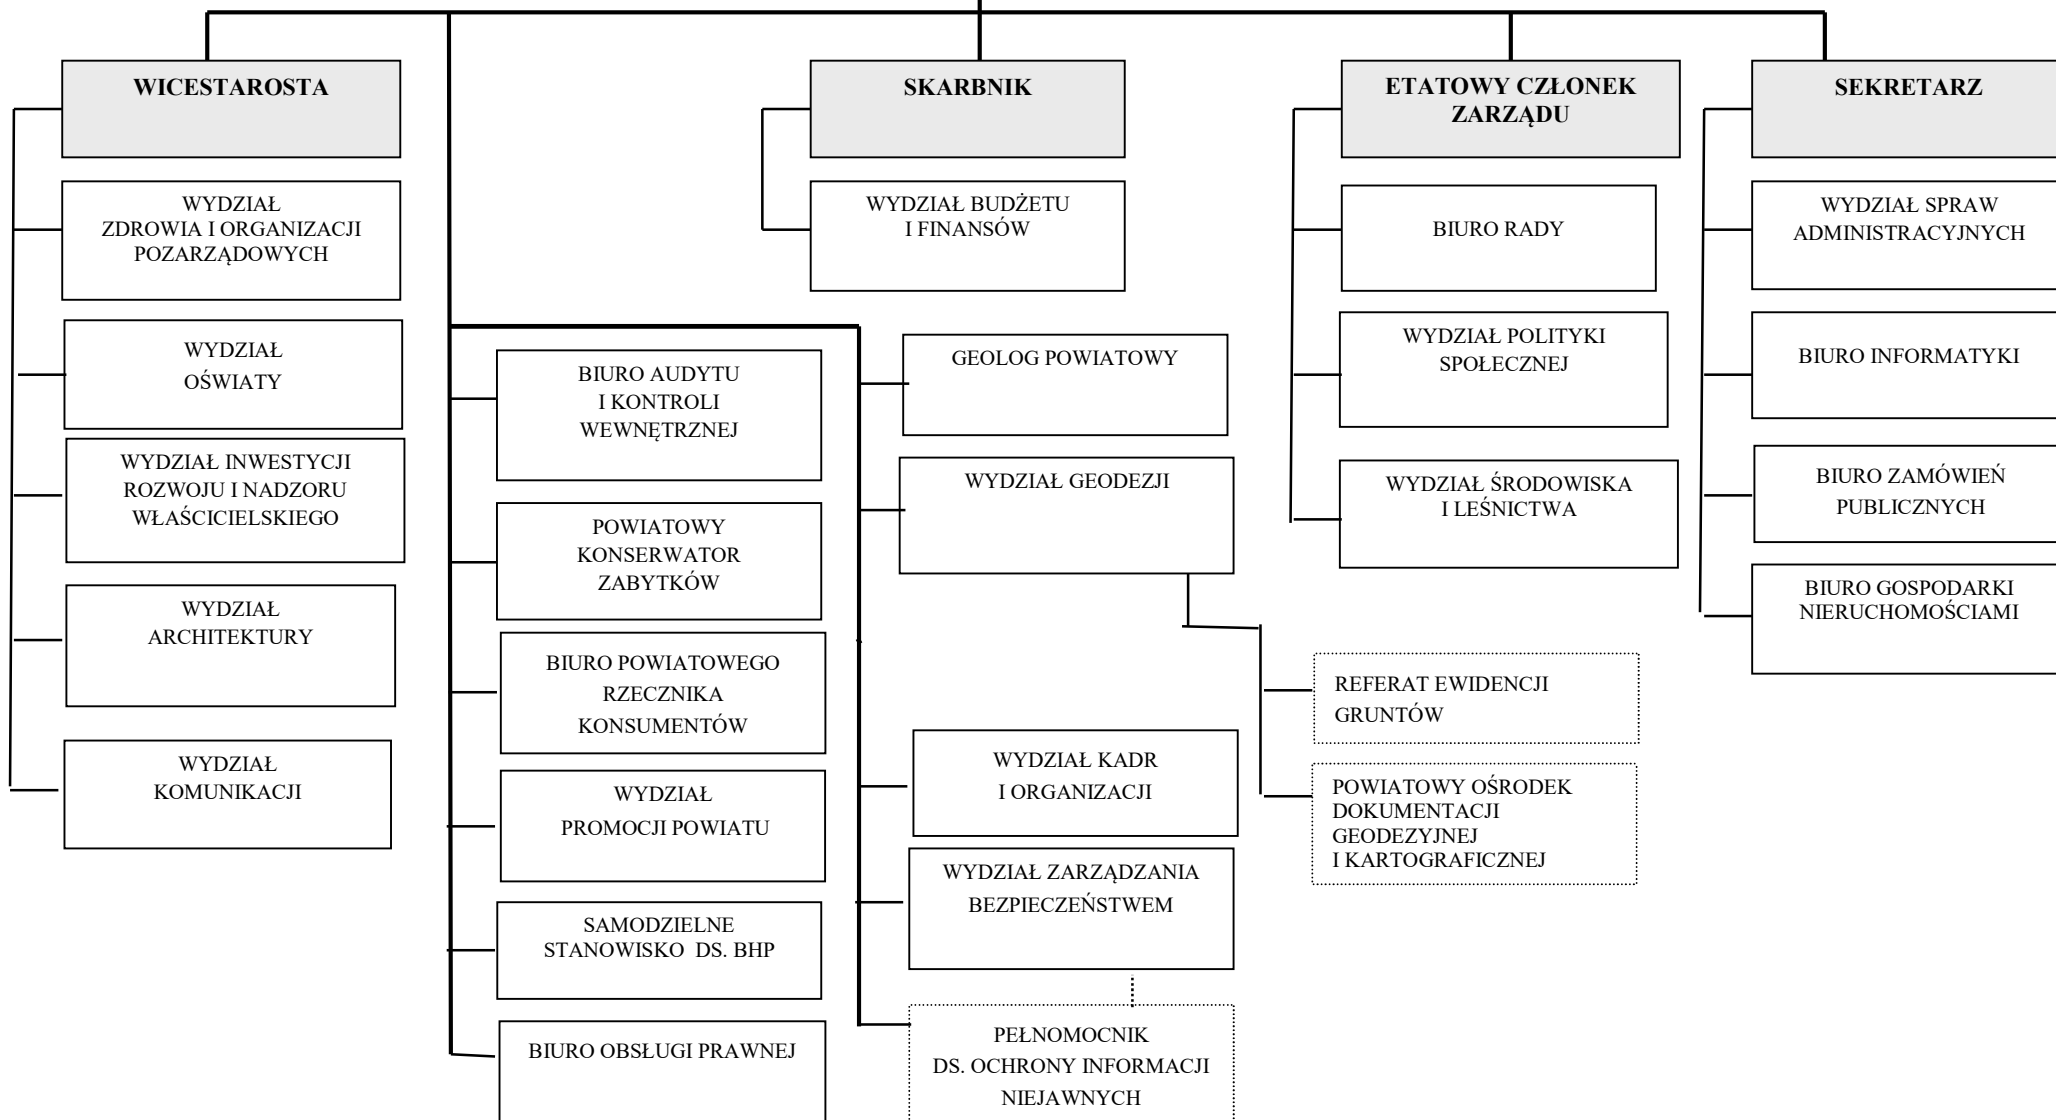 WICESTAROSTA
WYDZIAŁ
ZDROWIA I ORGANIZACJI
POZARZĄDOWYCH
WYDZIAŁ
OŚWIATY
WYDZIAŁ INWESTYCJI
ROZWOJU I NADZORU
WŁAŚCICIELSKIEGO
WYDZIAŁ
ARCHITEKTURY
WYDZIAŁ
KOMUNIKACJI
BIURO AUDYTU
I KONTROLI
WEWNĘTRZNEJ
POWIATOWY
KONSERWATOR
ZABYTKÓW
BIURO POWIATOWEGO
RZECZNIKA
KONSUMENTÓW
WYDZIAŁ
PROMOCJI POWIATU
SAMODZIELNE
STANOWISKO DS. BHP
BIURO OBSŁUGI PRAWNEJ
SKARBNIK
WYDZIAŁ BUDŻETU
I FINANSÓW
GEOLOG POWIATOWY
WYDZIAŁ GEODEZJI
WYDZIAŁ KADR
I ORGANIZACJI
WYDZIAŁ ZARZĄDZANIA
BEZPIECZEŃSTWEM
PEŁNOMOCNIK
DS. OCHRONY INFORMACJI
NIEJAWNYCH
ETATOWY CZŁONEK
ZARZĄDU
BIURO RADY
WYDZIAŁ POLITYKI
SPOŁECZNEJ
WYDZIAŁ ŚRODOWISKA
I LEŚNICTWA
REFERAT EWIDENCJI
GRUNTÓW
POWIATOWY OŚRODEK
DOKUMENTACJI
GEODEZYJNEJ
I KARTOGRAFICZNEJ
SEKRETARZ
WYDZIAŁ SPRAW
ADMINISTRACYJNYCH
BIURO INFORMATYKI
BIURO ZAMÓWIEŃ
PUBLICZNYCH
BIURO GOSPODARKI
NIERUCHOMOŚCIAMI